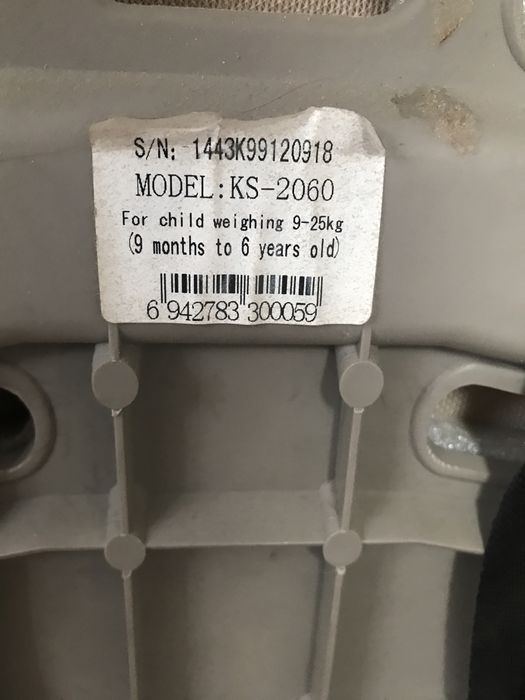 S/N: 1443K99120918
MODEL:KS-2060
For child weighing 9-25kg
(9 months to 6 years old)
6 942783 300059